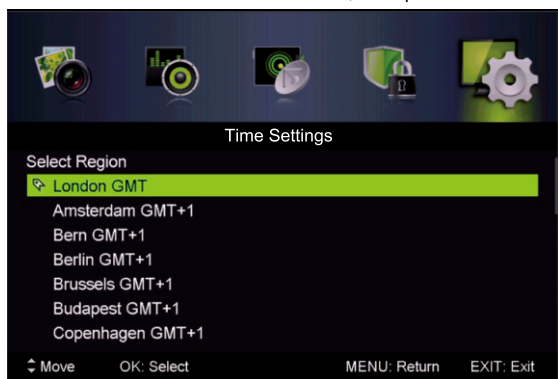 Time Settings
Select Region
London GMT
Amsterdam GMT+1
Bern GMT+1
Berlin GMT+1
Brussels GMT+1
Budapest GMT+1
Copenhagen GMT+1
Move OK: Select MENU: Return EXIT: Exit